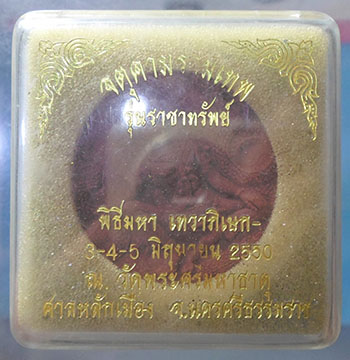 จตุคามรามเทพ
รุ่นราชาทรัพย์
พิธีมหา เทวาภิเษก-
3-4-5 มิถุนายน 2550
ณ. วัดพระศรีมหาธาตุ
ศาลหลักเมือง จ.นครศรีธรรมราช